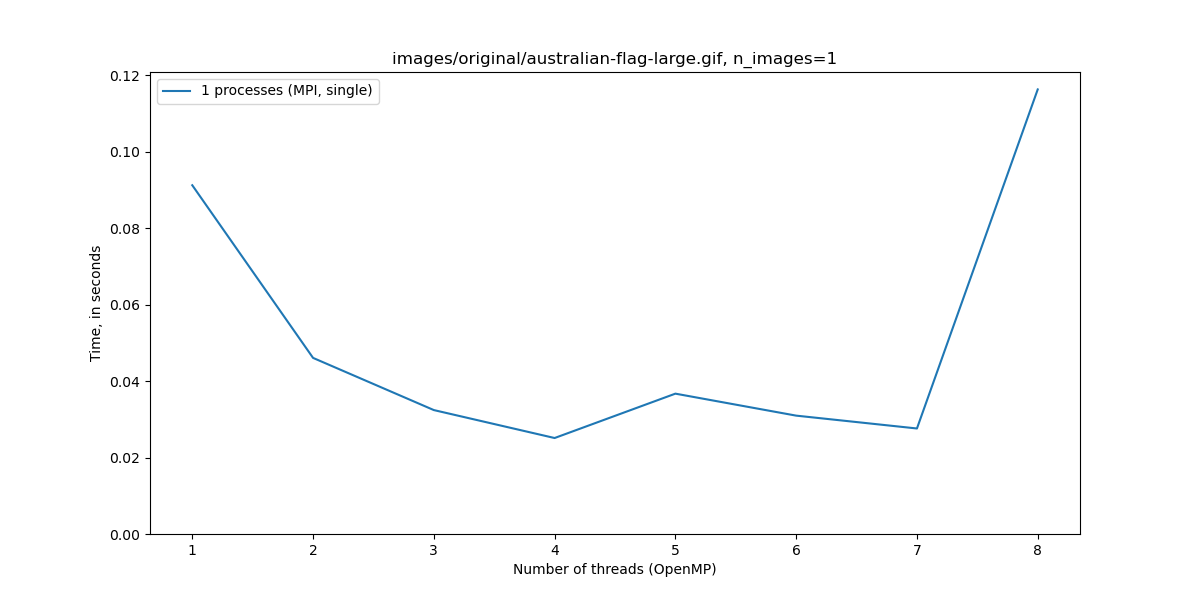 images/original/australian-flag-large.gif, n_images=1
1 processes (MPI, single)
Time, in seconds
0.12
0.10
0.08
0.06
0.04
0.02
0.00
1 2 3 4 5 6 7 8
Number of threads (OpenMP)